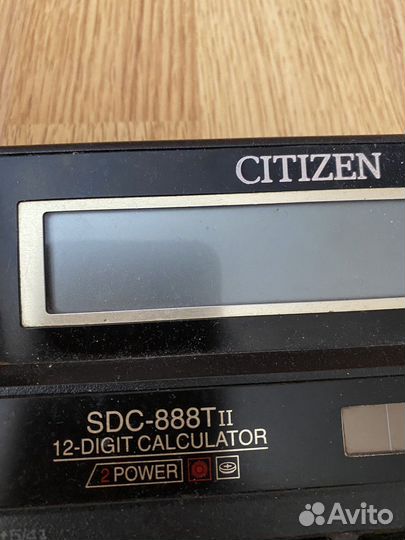 CITIZEN
SDC-888TII
12-DIGIT CALCULATOR
2 POWER
Avito